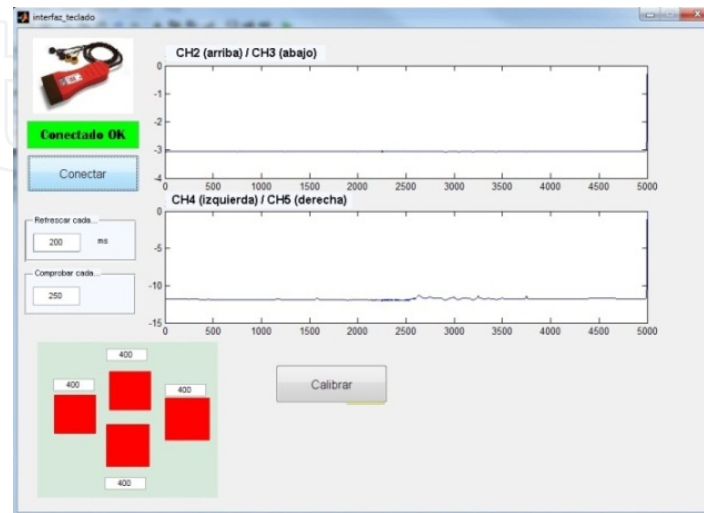 interfaz_teclado
CH2 (arriba) / CH3 (abajo)
0
-1
-2
-3
-4
0 500 1000 1500 2000 2500 3000 3500 4000 4500 5000
Conectado OK
Conectar
CH4 (izquierda) / CH5 (derecha)
0
-5
-10
-15
0 500 1000 1500 2000 2500 3000 3500 4000 4500 5000
Refrescar cada...
200 ms
Comprobar cada...
250
400
400 400
400
Calibrar